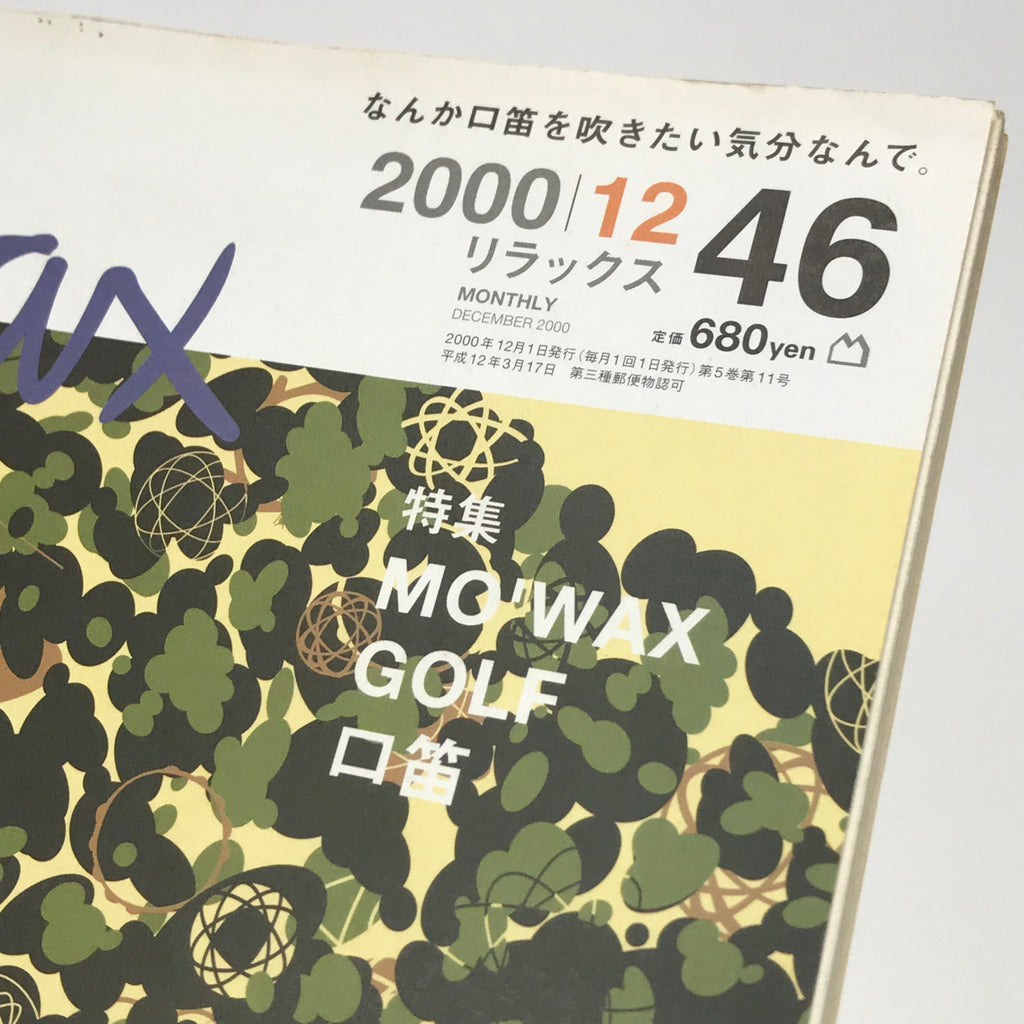 なんか口笛を吹きたい気分なんで。
2000|12 46
リラックス
MONTHLY
DECEMBER 2000
定価 680yen
2000年12月1日発行(毎月1回1日発行)第5巻第11号
平成12年3月17日 第三種郵便物認可
ax
特集
MO'WAX
GOLF
口笛